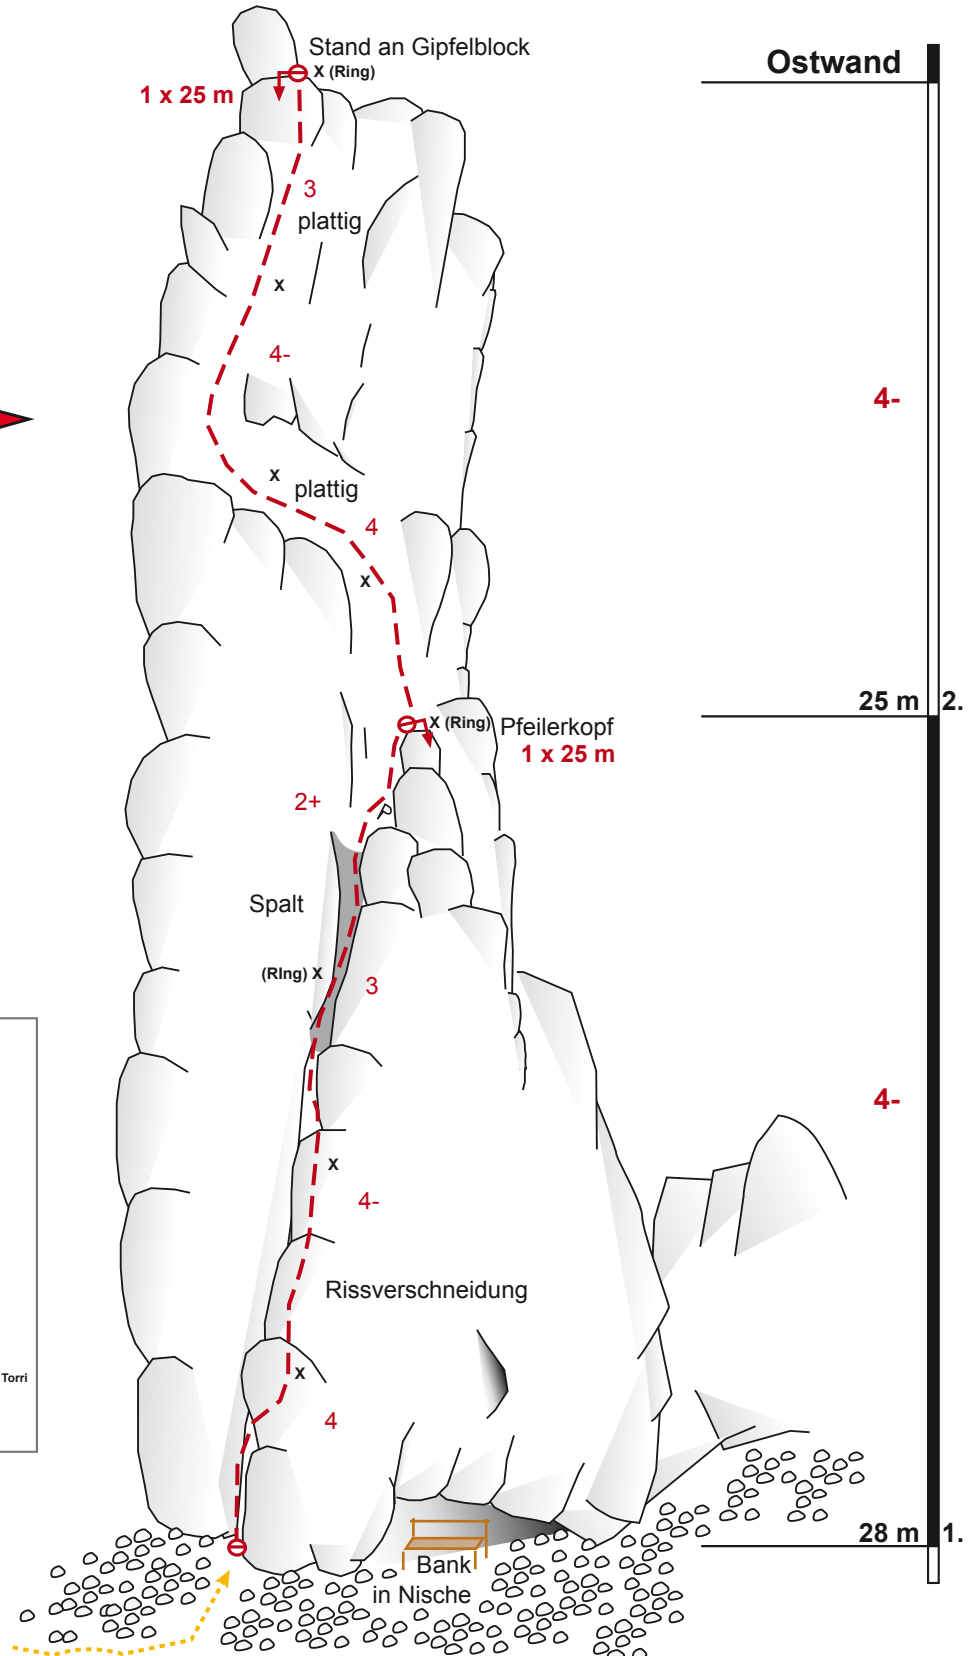 Stand an Gipfelblock
X (Ring)
1 x 25 m
Ostwand
3
plattig
X
4-
4-
X
plattig
4
X
25 m 2.
X (Ring) Pfeilerkopf
1 x 25 m
2+
Spalt
(RIng) X
3
4-
X
4-
Rissverschneidung
X
Torri
4
28 m 1.
Bank
in Nische